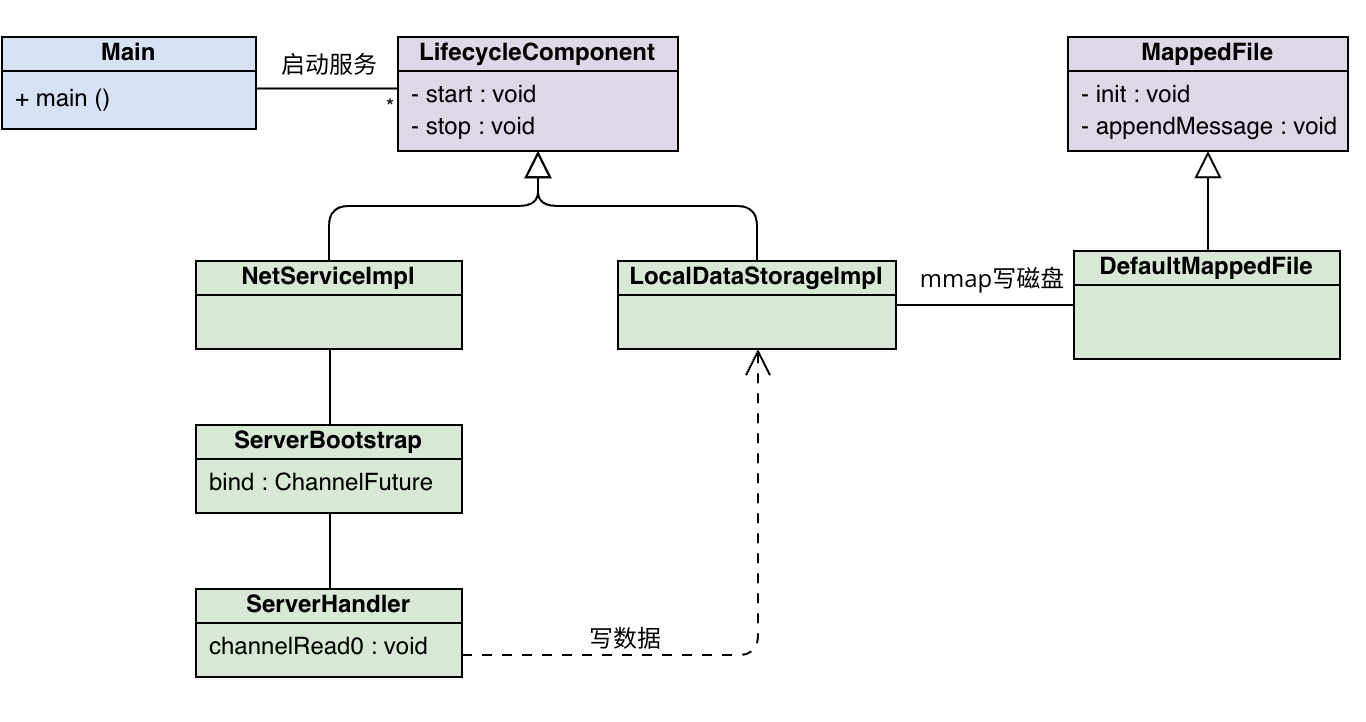 Main
+ main ()
启动服务
*
LifecycleComponent
- start : void
- stop : void
MappedFile
- init : void
- appendMessage : void
NetServiceImpl
LocalDataStorageImpl
mmap写磁盘
DefaultMappedFile
ServerBootstrap
bind : ChannelFuture
ServerHandler
channelRead0 : void
写数据